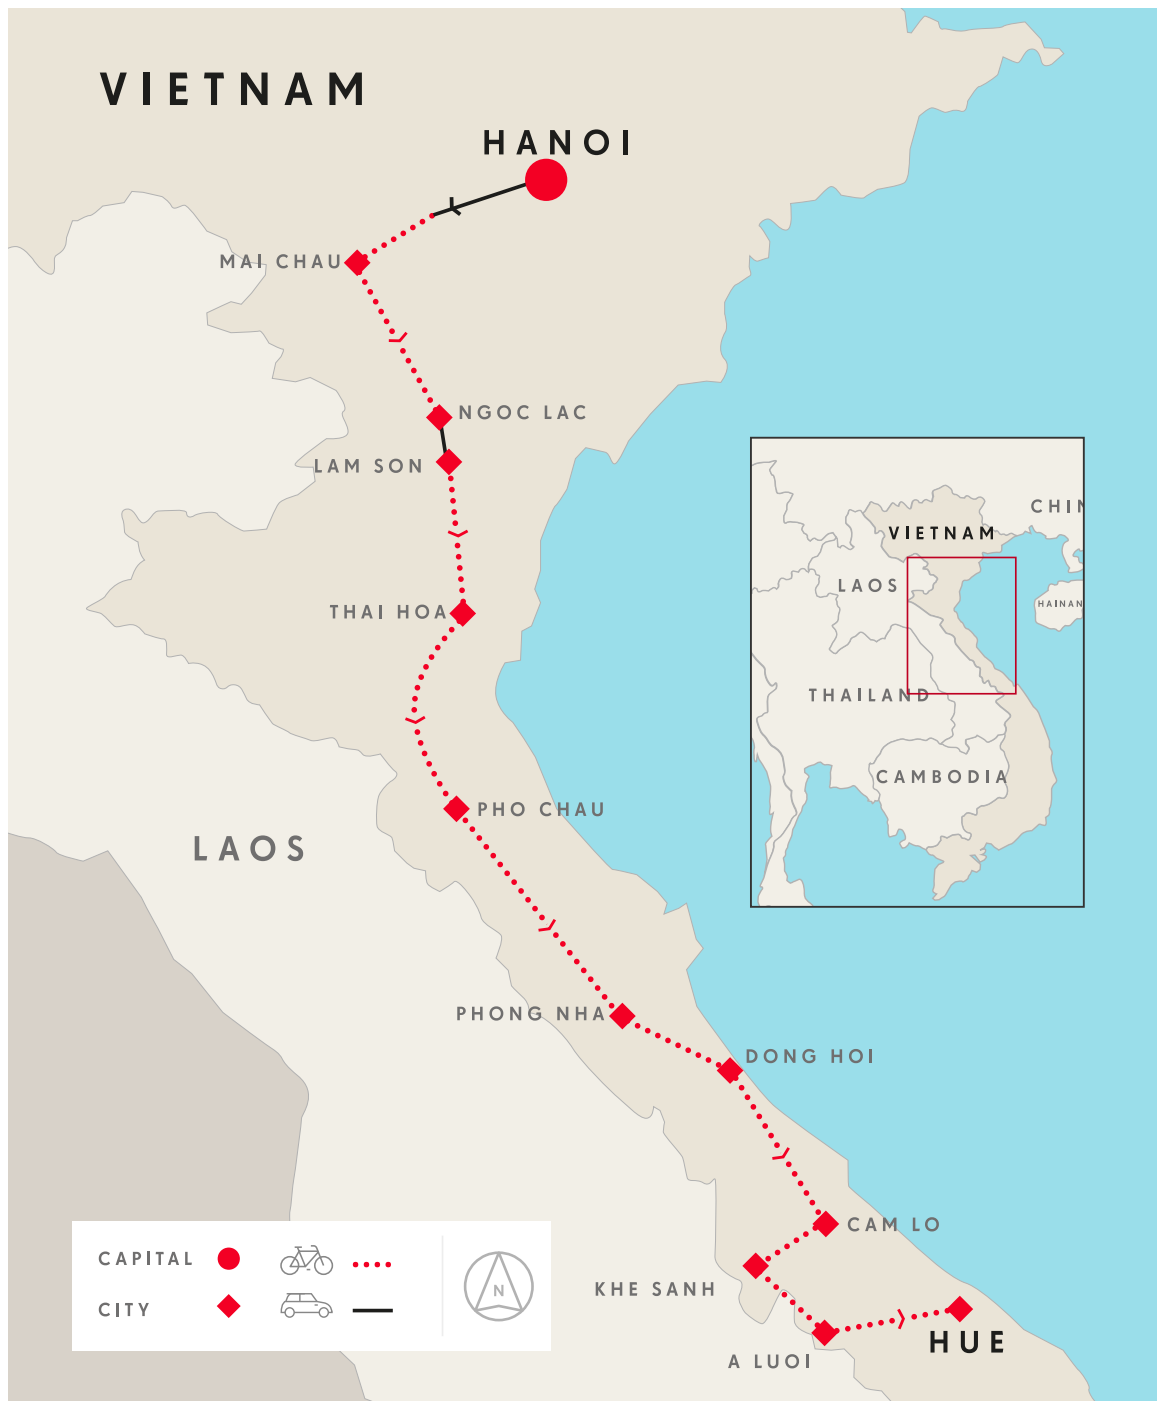 VIETNAM
HANOI
MAI CHAU
NGOC LAC
LAM SON
THAI HOA
PHO CHAU
LAOS
PHONG NHA
DONG HOI
CAM LO
KHE SANH
HUE
A LUOI
CHIN
VIETNAM
LAOS
HAINAN
THAILAND
CAMBODIA
CAPITAL
CITY
N